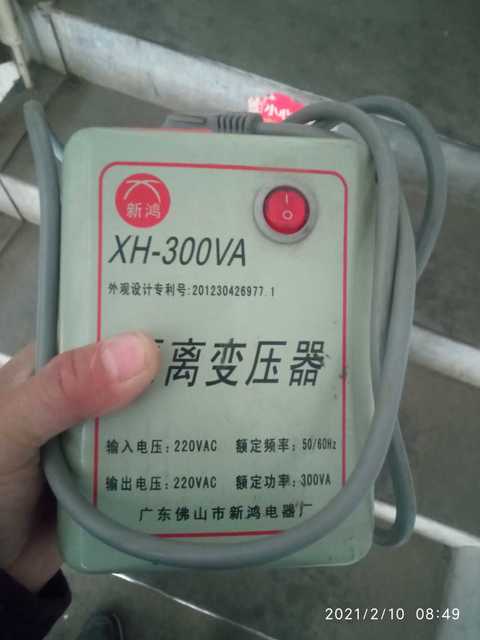 小心
新鸿
I
O
XH-300VA
外观设计专利号:201230426977.1
离变压器
输入电压:220VAC 额定频率:50/60Hz
输出电压:220VAC 额定功率:300VA
广东佛山市新鸿电器厂
2021/2/10 08:49